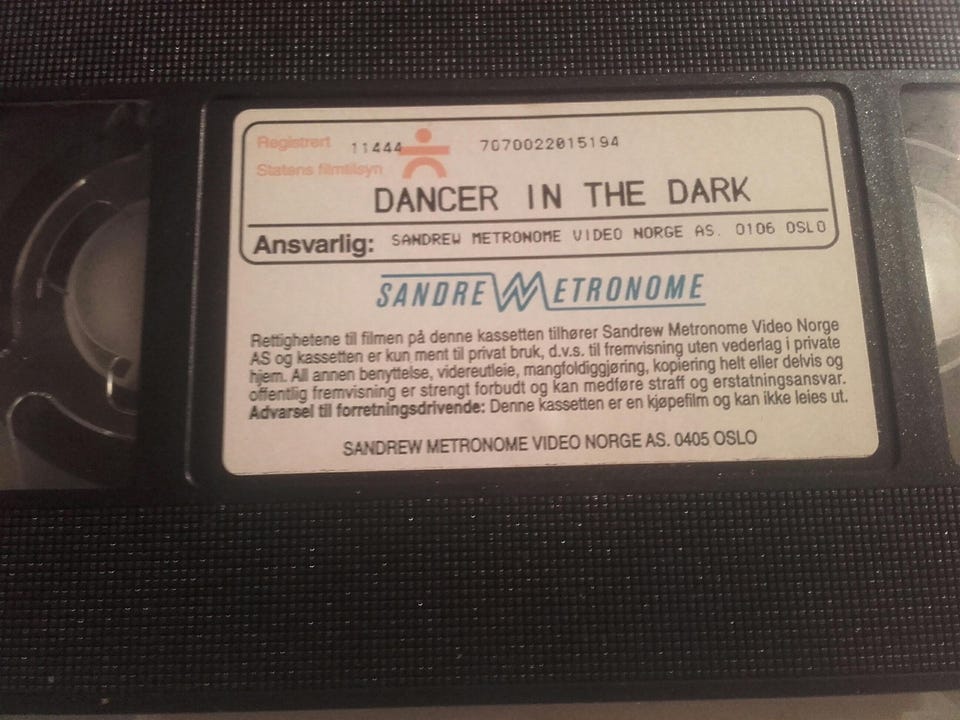 Registrert 11444 7070022015194
Statens filmtilsyn
DANCER IN THE DARK
Ansvarlig: SANDREW METRONOME VIDEO NORGE AS. 0106 OSLO
SANDREWMETRONOME
Rettighetene til filmen på denne kassetten tilhører Sandrew Metronome Video Norge
AS og kassetten er kun ment til privat bruk, d.v.s. til fremvisning uten vederlag i private
hjem. All annen benyttelse, videreutleie, mangfoldiggjøring, kopiering helt eller delvis og
offentlig fremvisning er strengt forbudt og kan medføre straff og erstatningsansvar.
Advarsel til forretningsdrivende: Denne kassetten er en kjøpefilm og kan ikke leies ut.
SANDREW METRONOME VIDEO NORGE AS. 0405 OSLO